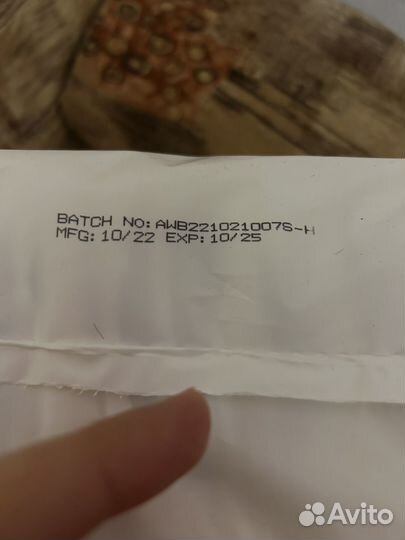 BATCH NO: AWB221021007S-H
MFG: 10/22 EXP: 10/25
Avito